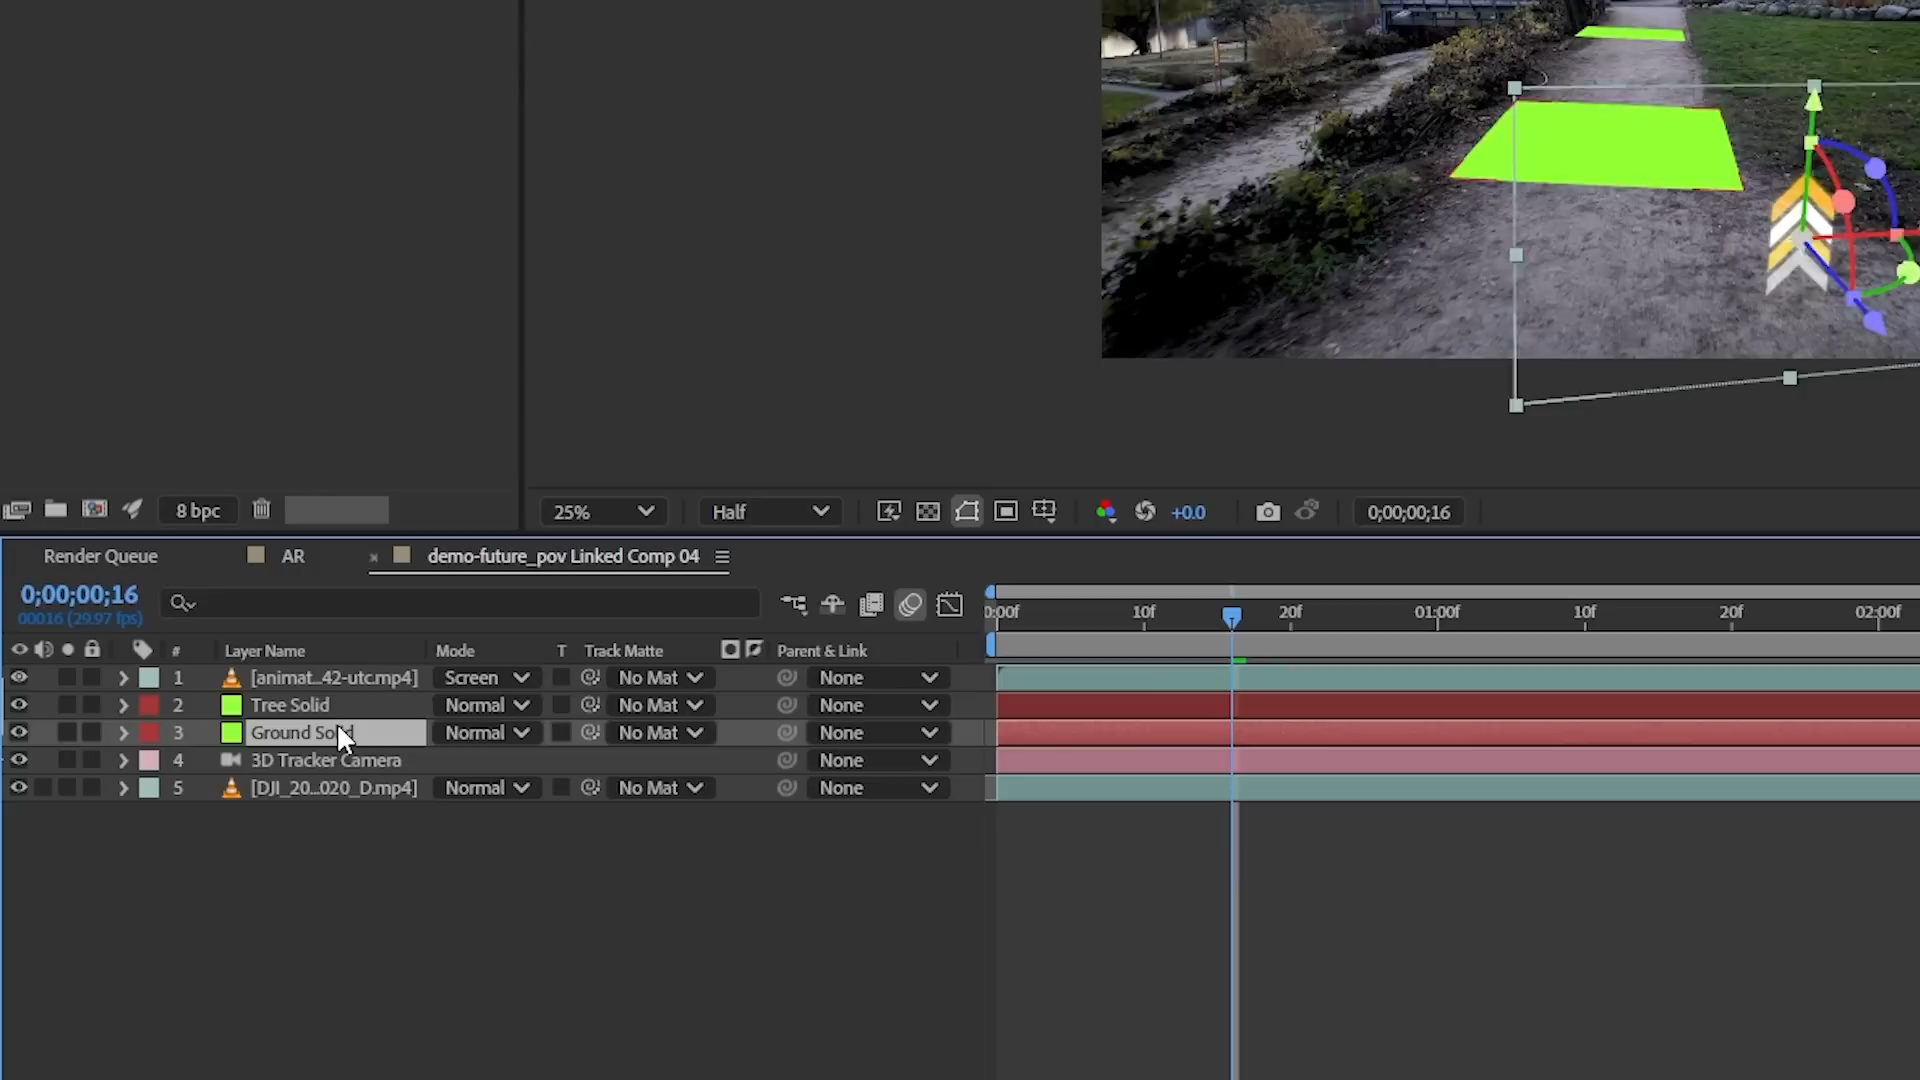 8 bpc
25%
Half
+0.0
0;00;00;16
Render Queue
AR
× demo-future_pov Linked Comp 04
0;00;00;16
00016 (29.97 fps)
0:00f 10f 20f 01:00f 10f 20f 02:00f
# Layer Name Mode T Track Matte Parent & Link
1 [animat...42-utc.mp4] Screen No Mat None
2 Tree Solid Normal No Mat None
3 Ground So d Normal No Mat None
4 3D Tracker Camera None
5 [DJI_20...020_D.mp4] Normal No Mat None